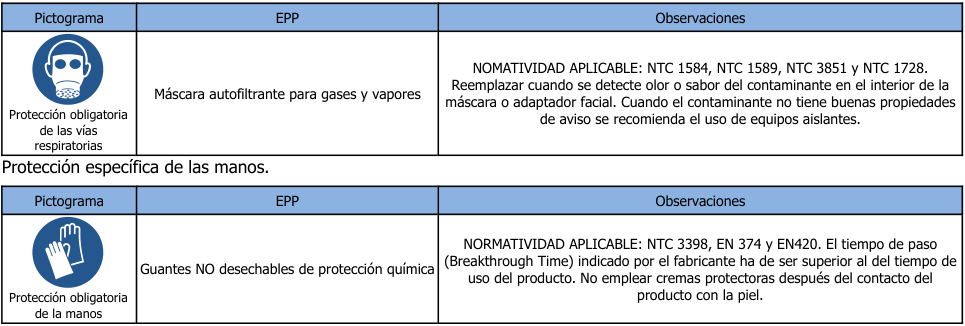 Pictograma EPP Observaciones
Protección obligatoria
de las vías
respiratorias
Máscara autofiltrante para gases y vapores
NOMATIVIDAD APLICABLE: NTC 1584, NTC 1589, NTC 3851 y NTC 1728.
Reemplazar cuando se detecte olor o sabor del contaminante en el interior de la
máscara o adaptador facial. Cuando el contaminante no tiene buenas propiedades
de aviso se recomienda el uso de equipos aislantes.
Protección específica de las manos.
Pictograma EPP Observaciones
Protección obligatoria
de la manos
Guantes NO desechables de protección química
NORMATIVIDAD APLICABLE: NTC 3398, EN 374 y EN420. El tiempo de paso
(Breakthrough Time) indicado por el fabricante ha de ser superior al del tiempo de
uso del producto. No emplear cremas protectoras después del contacto del
producto con la piel.